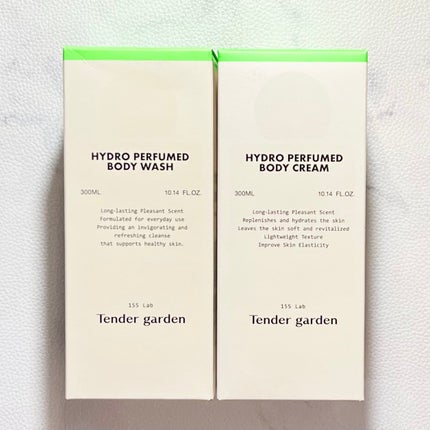 HYDRO PERFUMED
BODY WASH
300ML 10.14 FL.OZ.
Long-lasting Pleasant Scent
Formulated for everyday use
Providing an invigorating and
refreshing cleanse
that supports healthy skin.
155 Lab
Tender garden
HYDRO PERFUMED
BODY CREAM
300ML 10.14 FL.OZ.
Long-lasting Pleasant Scent
Replenishes and hydrates the skin
Leaves the skin soft and revitalized
Lightweight Texture
Improve Skin Elasticity
155 Lab
Tender garden